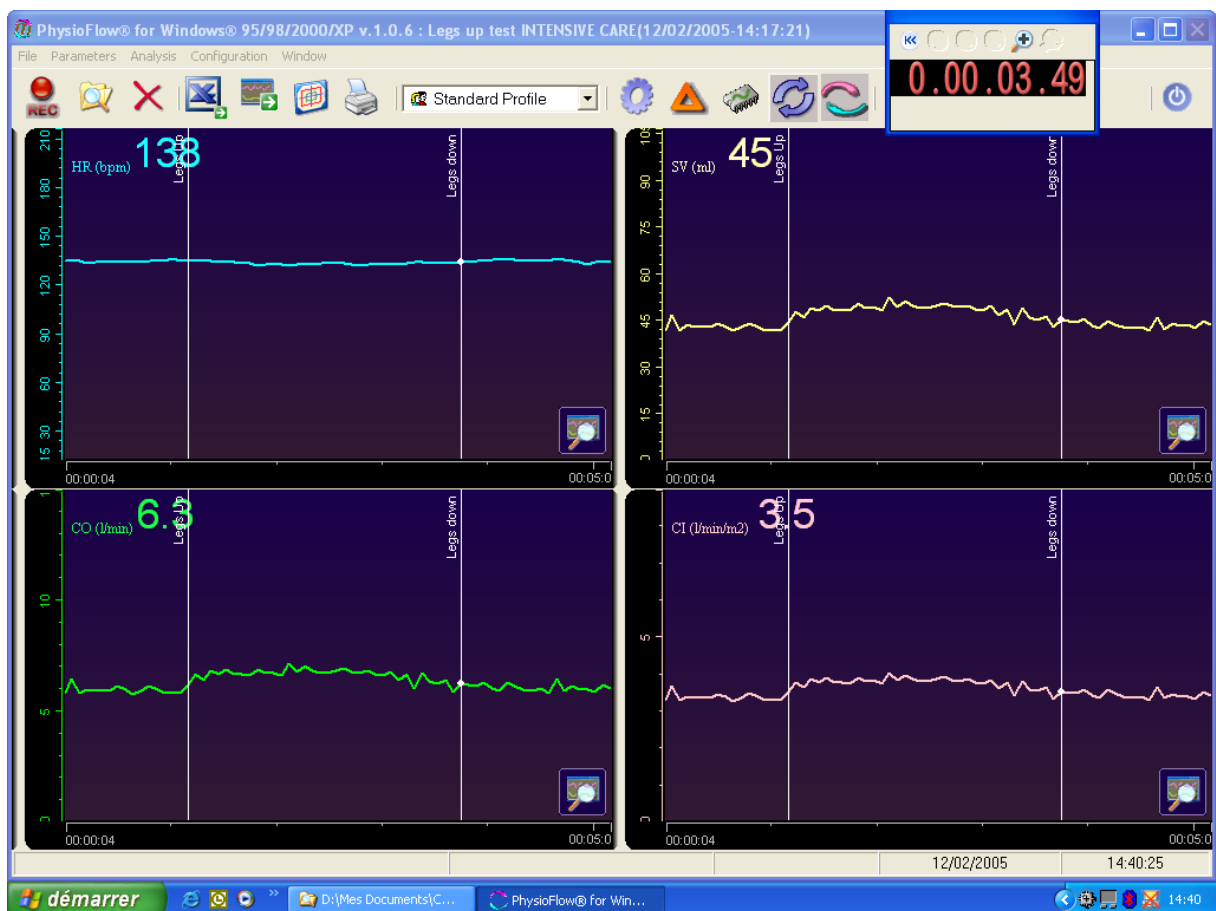 PhysioFlow® for Windows® 95/98/2000/XP v.1.0.6 : Legs up test INTENSIVE CARE(12/02/2005-14:17:21)
File Parameters Analysis Configuration Window
0.00.03.49
REC
Standard Profile
210
180
150
120
90
60
30
15
HR (bpm)
138
Legs Up
Legs down
00:00:04
00:05:0
105
90
75
60
45
30
15
0
SV (ml)
45
Legs Up
Legs down
00:00:04
00:05:0
1
10
5
0
CO (l/min)
6.3
Legs Up
Legs down
00:00:04
00:05:0
5
0
CI (l/min/m2)
3.5
Legs Up
Legs down
00:00:04
00:05:0
12/02/2005 14:40:25
démarrer
D:\Mes Documents\C...
PhysioFlow® for Win...
14:40